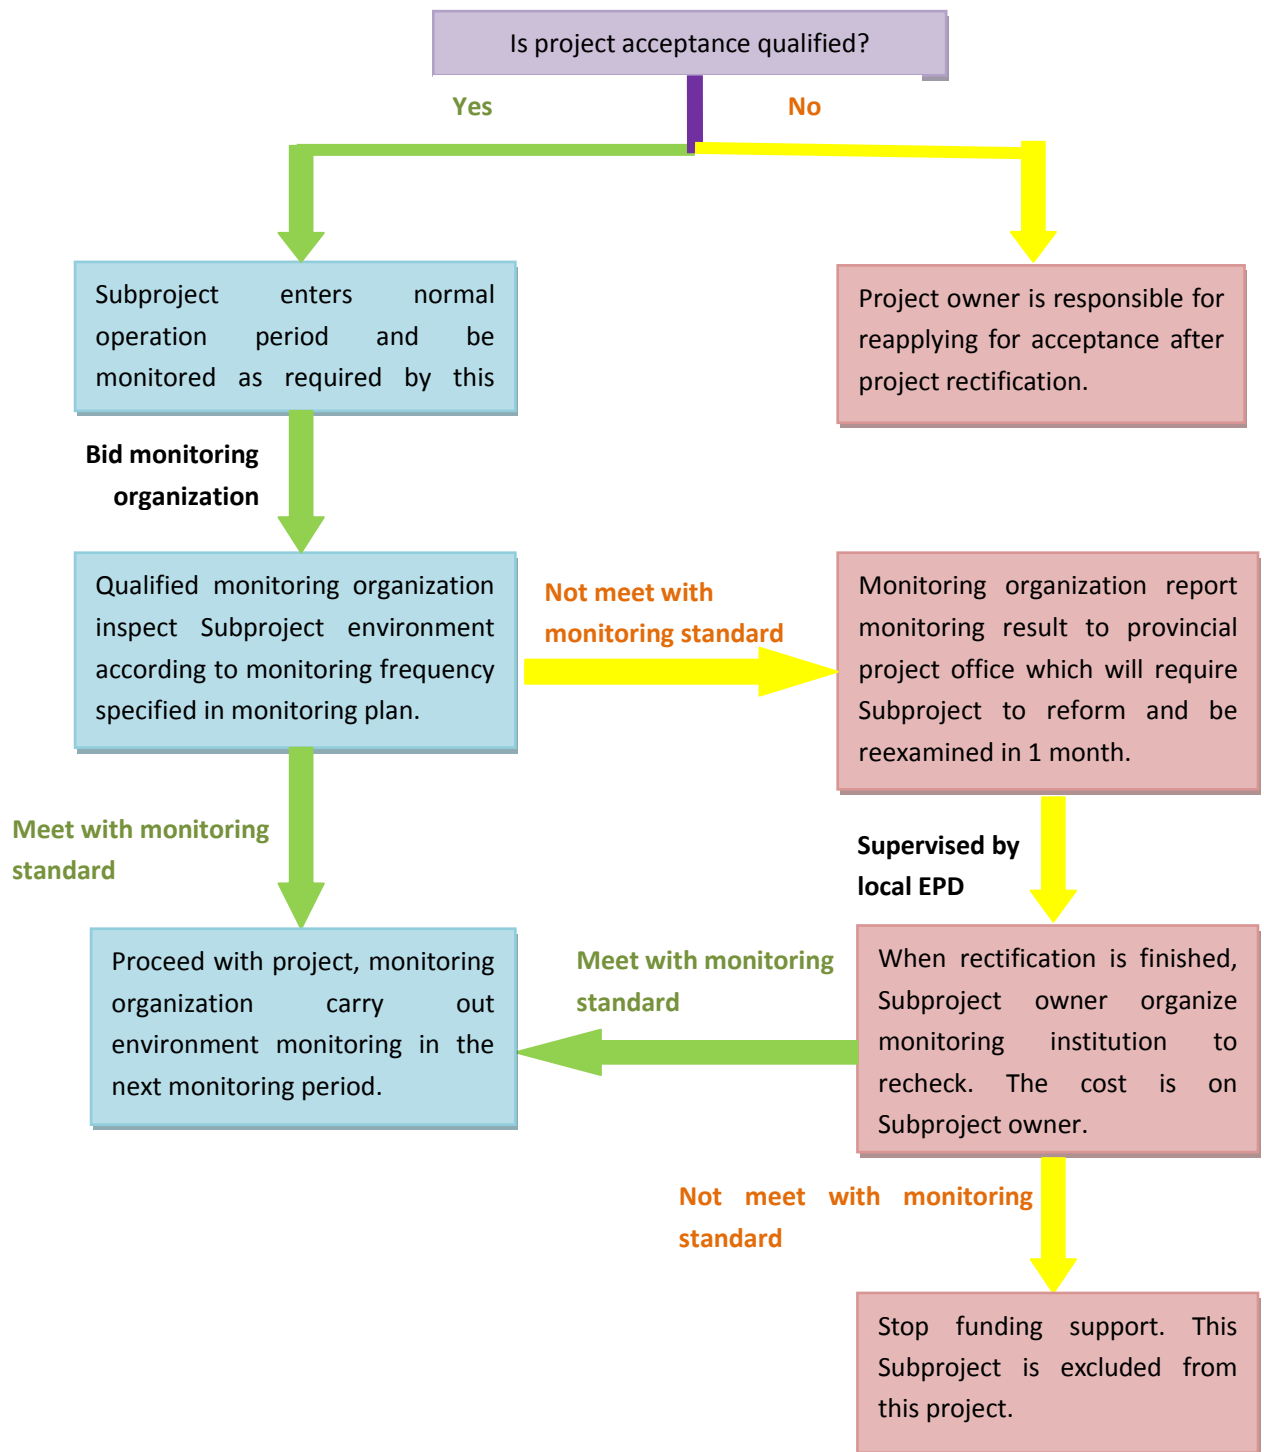 Is project acceptance qualified?
Yes
No
Subproject enters normal
operation period and be
monitored as required by this
Project owner is responsible for
reapplying for acceptance after
project rectification.
Bid monitoring
organization
Qualified monitoring organization
inspect Subproject environment
according to monitoring frequency
specified in monitoring plan.
Not meet with
monitoring standard
Monitoring organization report
monitoring result to provincial
project office which will require
Subproject to reform and be
reexamined in 1 month.
Meet with monitoring
standard
Supervised by
local EPD
Proceed with project, monitoring
organization carry out
environment monitoring in the
next monitoring period.
Meet with monitoring
standard
When rectification is finished,
Subproject owner organize
monitoring institution to
recheck. The cost is on
Subproject owner.
Not meet with monitoring
standard
Stop funding support. This
Subproject is excluded from
this project.